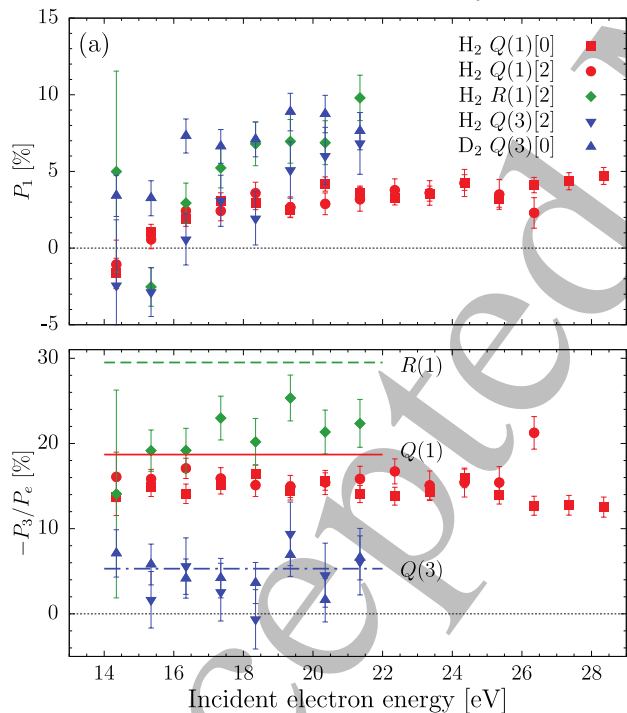 (a)
H₂ Q(1)[0]
H₂ Q(1)[2]
H₂ R(1)[2]
H₂ Q(3)[2]
D₂ Q(3)[0]
15
10
5
0
-5
P₁ [%]
30
20
10
0
−P₃/Pₑ [%]
R(1)
Q(1)
Q(3)
14 16 18 20 22 24 26 28
Incident electron energy [eV]
cepted